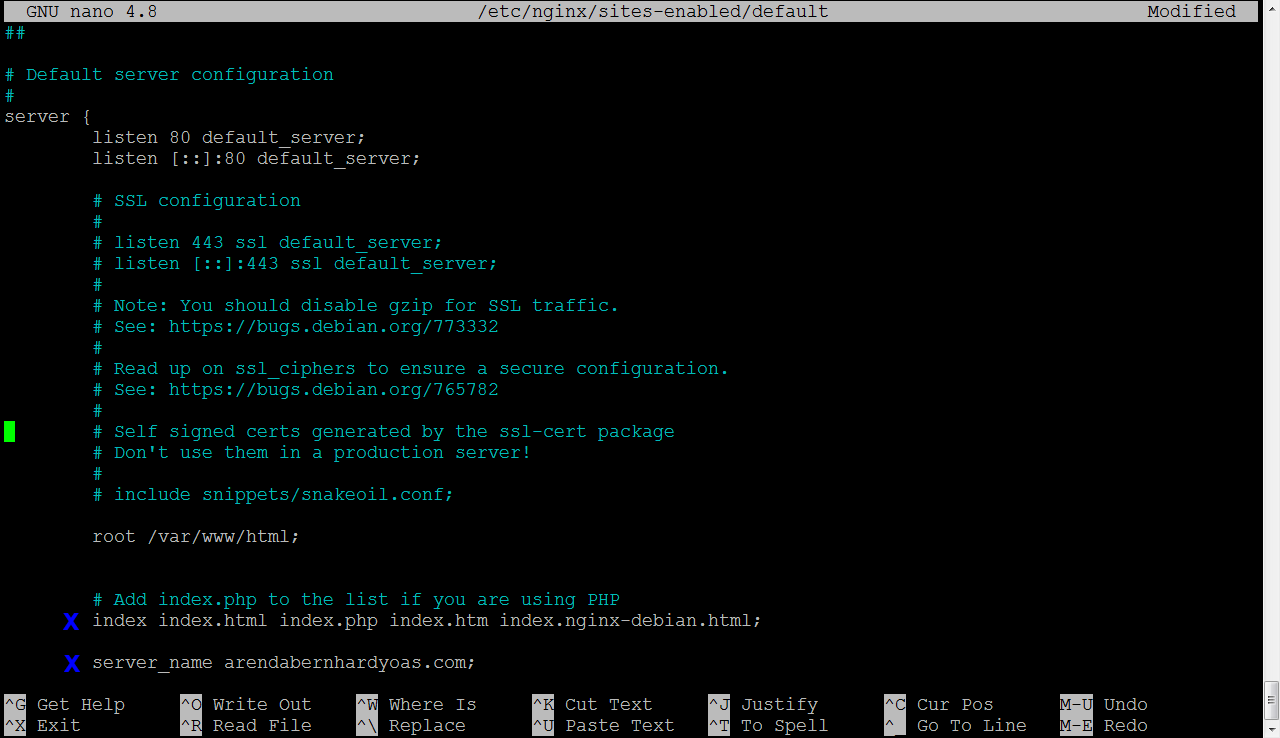 GNU nano 4.8 /etc/nginx/sites-enabled/default Modified
##
# Default server configuration
#
server {
listen 80 default_server;
listen [::]:80 default_server;
# SSL configuration
#
# listen 443 ssl default_server;
# listen [::]:443 ssl default_server;
#
# Note: You should disable gzip for SSL traffic.
# See: https://bugs.debian.org/773332
#
# Read up on ssl_ciphers to ensure a secure configuration.
# See: https://bugs.debian.org/765782
#
# Self signed certs generated by the ssl-cert package
# Don't use them in a production server!
#
# include snippets/snakeoil.conf;
root /var/www/html;
# Add index.php to the list if you are using PHP
X index index.html index.php index.htm index.nginx-debian.html;
X server_name arendabernhardyoas.com;
^G Get Help ^O Write Out ^W Where Is ^K Cut Text ^J Justify ^C Cur Pos M-U Undo
^X Exit ^R Read File ^\ Replace ^U Paste Text ^T To Spell ^_ Go To Line M-E Redo